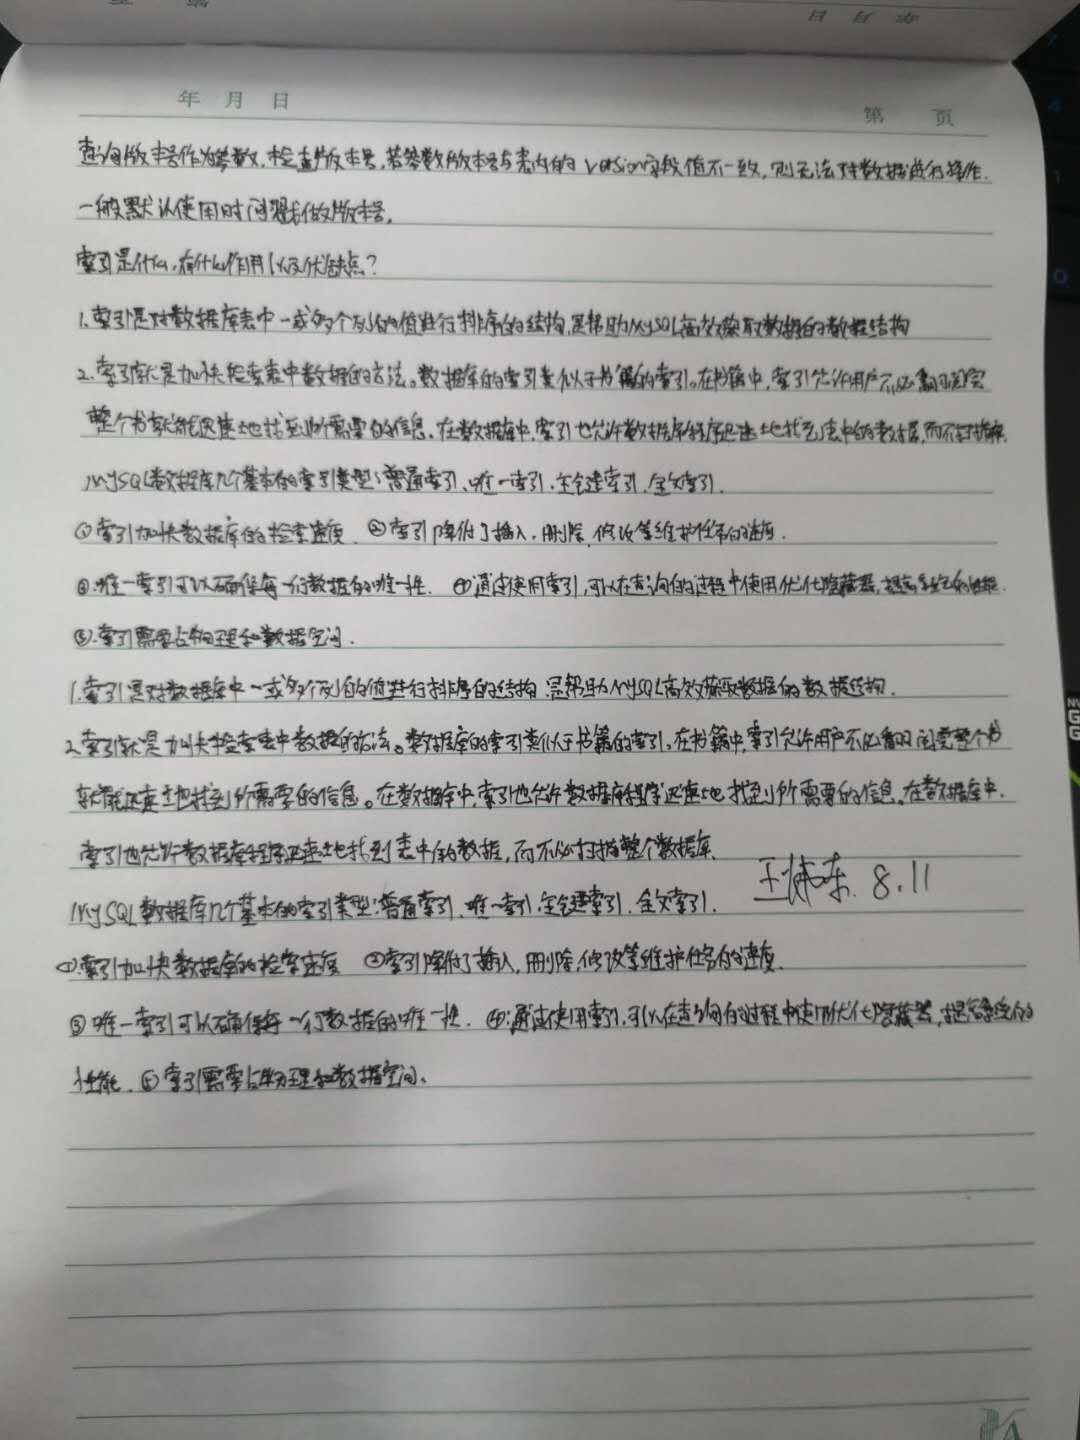 年 月 日
第 页
查询版本号作为参数,检查版本号,若参数版本号与表内的version字段值不一致,则无法对数据进行操作.
一般默认使用时间戳做版本号.
索引是什么,有什么作用以及优缺点?
1.索引是对数据库表中一或多个列的值进行排序的结构,是帮助MySQL高效获取数据的数据结构
2.索引就是加快检索表中数据的方法。数据库的索引类似于书籍的索引。在书籍中,索引允许用户不必翻阅完
整个书就能迅速地找到所需要的信息。在数据库中,索引也允许数据库程序迅速地找到表中的数据,而不
MySQL数据库几个基本的索引类型:普通索引、唯一索引、主键索引、全文索引.
①索引加快数据库的检索速度 ②索引降低了插入、删除、修改等维护任务的速度.
③.唯一索引可以确保每一行数据的唯一性. ④通过使用索引,可以在查询的过程中使用优化隐藏器,提高系统的性能.
⑤.索引需要占物理和数据空间.
1.索引是对数据库中一或多个列的值进行排序的结构,是帮助MySQL高效获取数据的数据结构.
2.索引就是加快检索表中数据的方法。数据库的索引类似于书籍的索引。在书籍中,索引允许用户不必翻阅完整个书
就能迅速地找到所需要的信息。在数据库中,索引也允许数据库程序迅速地找到所需要的信息。在数据库中.
索引也允许数据库程序迅速地找到表中的数据,而不必扫描整个数据库.
8.11
MySQL数据库几个基本的索引类型:普通索引、唯一索引、主键索引、全文索引.
①索引加快数据库的检索速度 ②索引降低了插入,删除,修改等维护任务的速度.
③唯一索引可以确保每一行数据的唯一性. ④通过使用索引,可以在查询的过程中使用优化隐藏器,提高系统的
性能. ⑤索引需要占物理和数据空间.